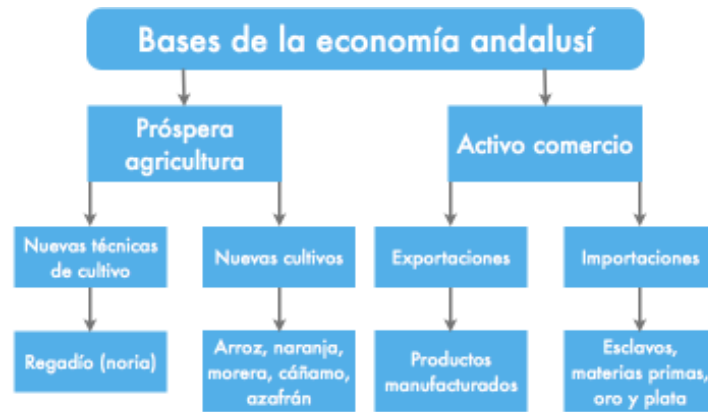 Bases de la economía andalusí
Próspera
agricultura
Activo comercio
Nuevas técnicas
de cultivo
Nuevas cultivos
Exportaciones
Importaciones
Regadío (noria)
Arroz, naranja,
morera, cáñamo,
azafrán
Productos
manufacturados
Esclavos,
materias primas,
oro y plata